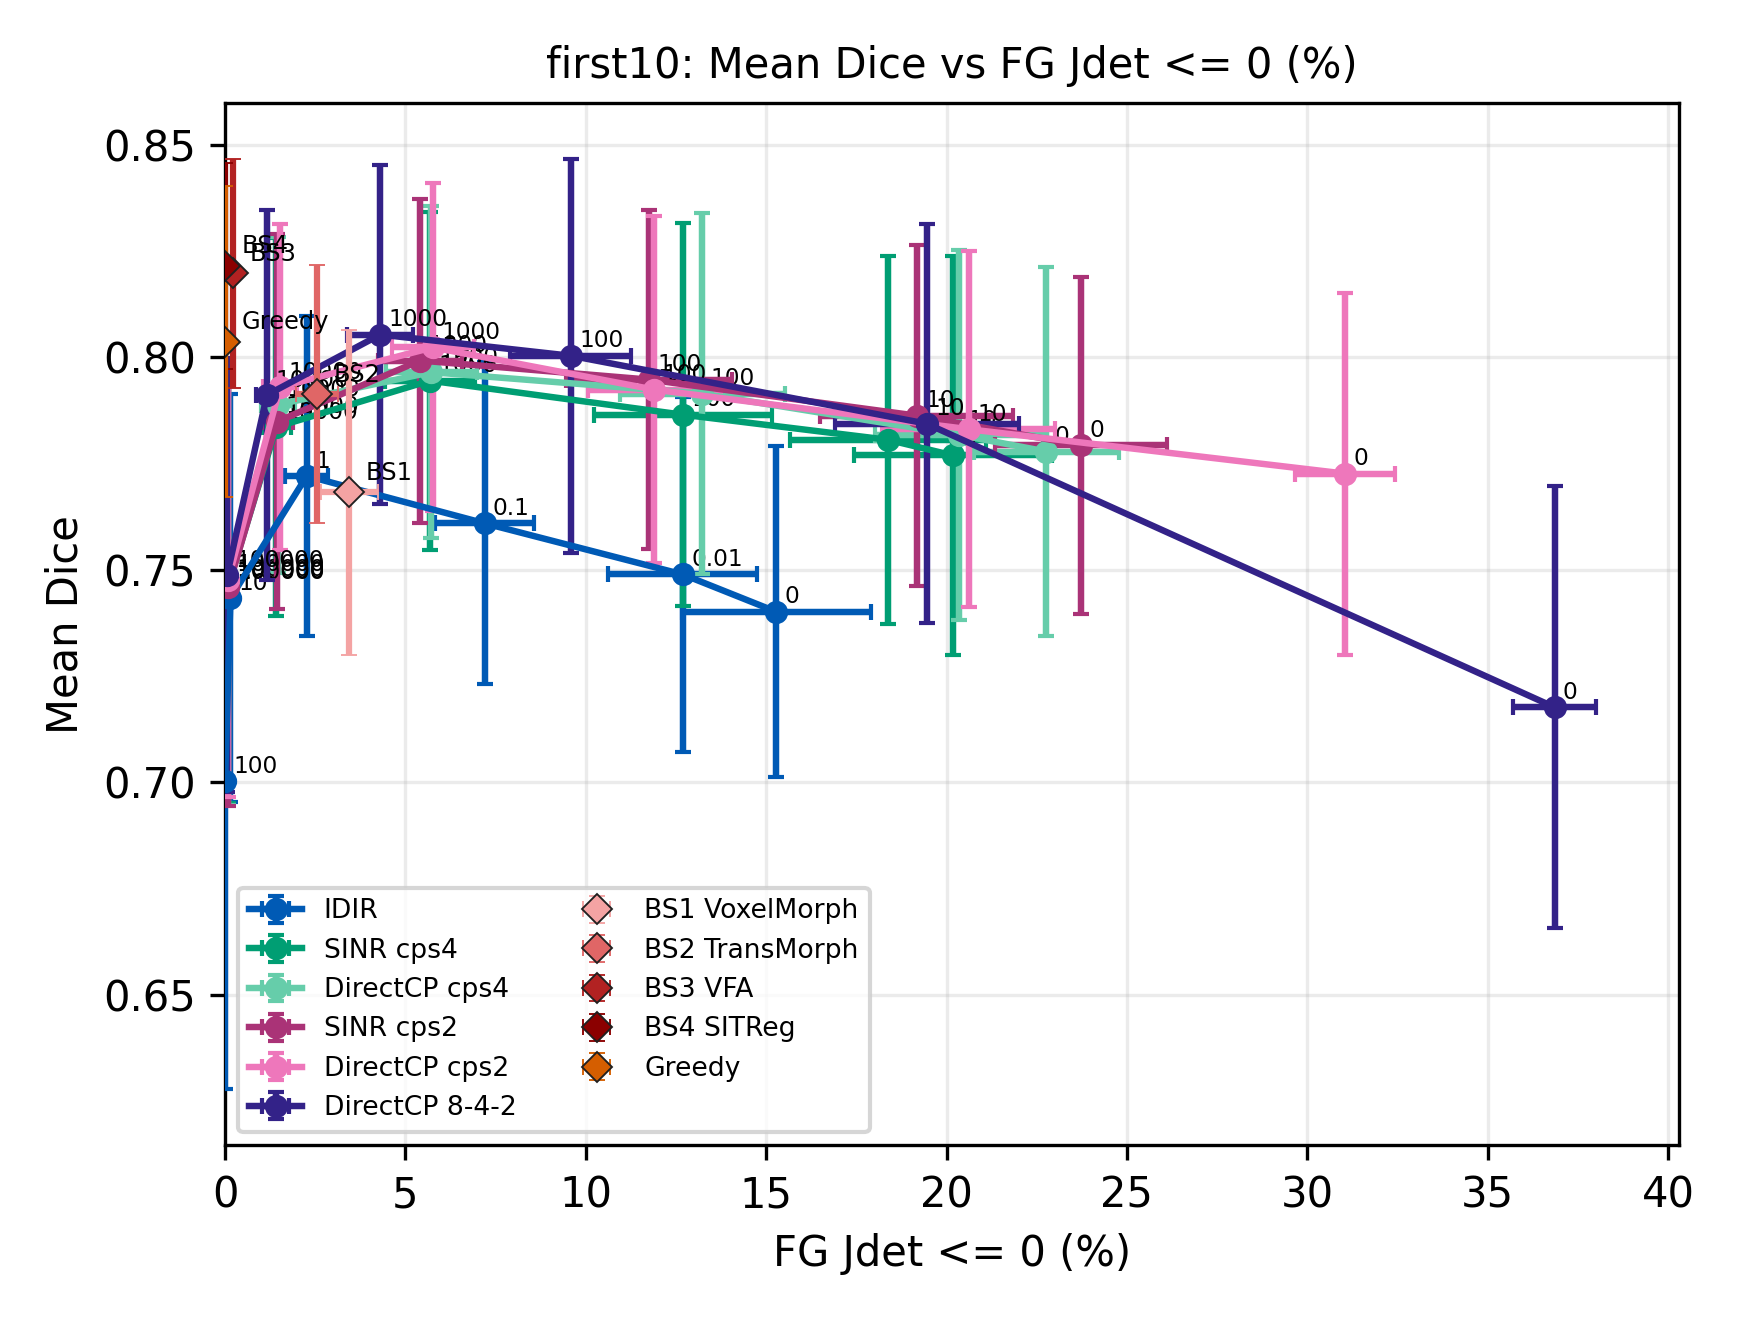 first10: Mean Dice vs FG Jdet <= 0 (%)
0.85
0.80
0.75
0.70
0.65
Mean Dice
BS4
BS3
Greedy
BS2
BS1
1000
1000
100
100
100
10
10
10
0
0
0
0
1
0.1
0.01
0
10
100
IDIR
SINR cps4
DirectCP cps4
SINR cps2
DirectCP cps2
DirectCP 8-4-2
BS1 VoxelMorph
BS2 TransMorph
BS3 VFA
BS4 SITReg
Greedy
0 5 10 15 20 25 30 35 40
FG Jdet <= 0 (%)